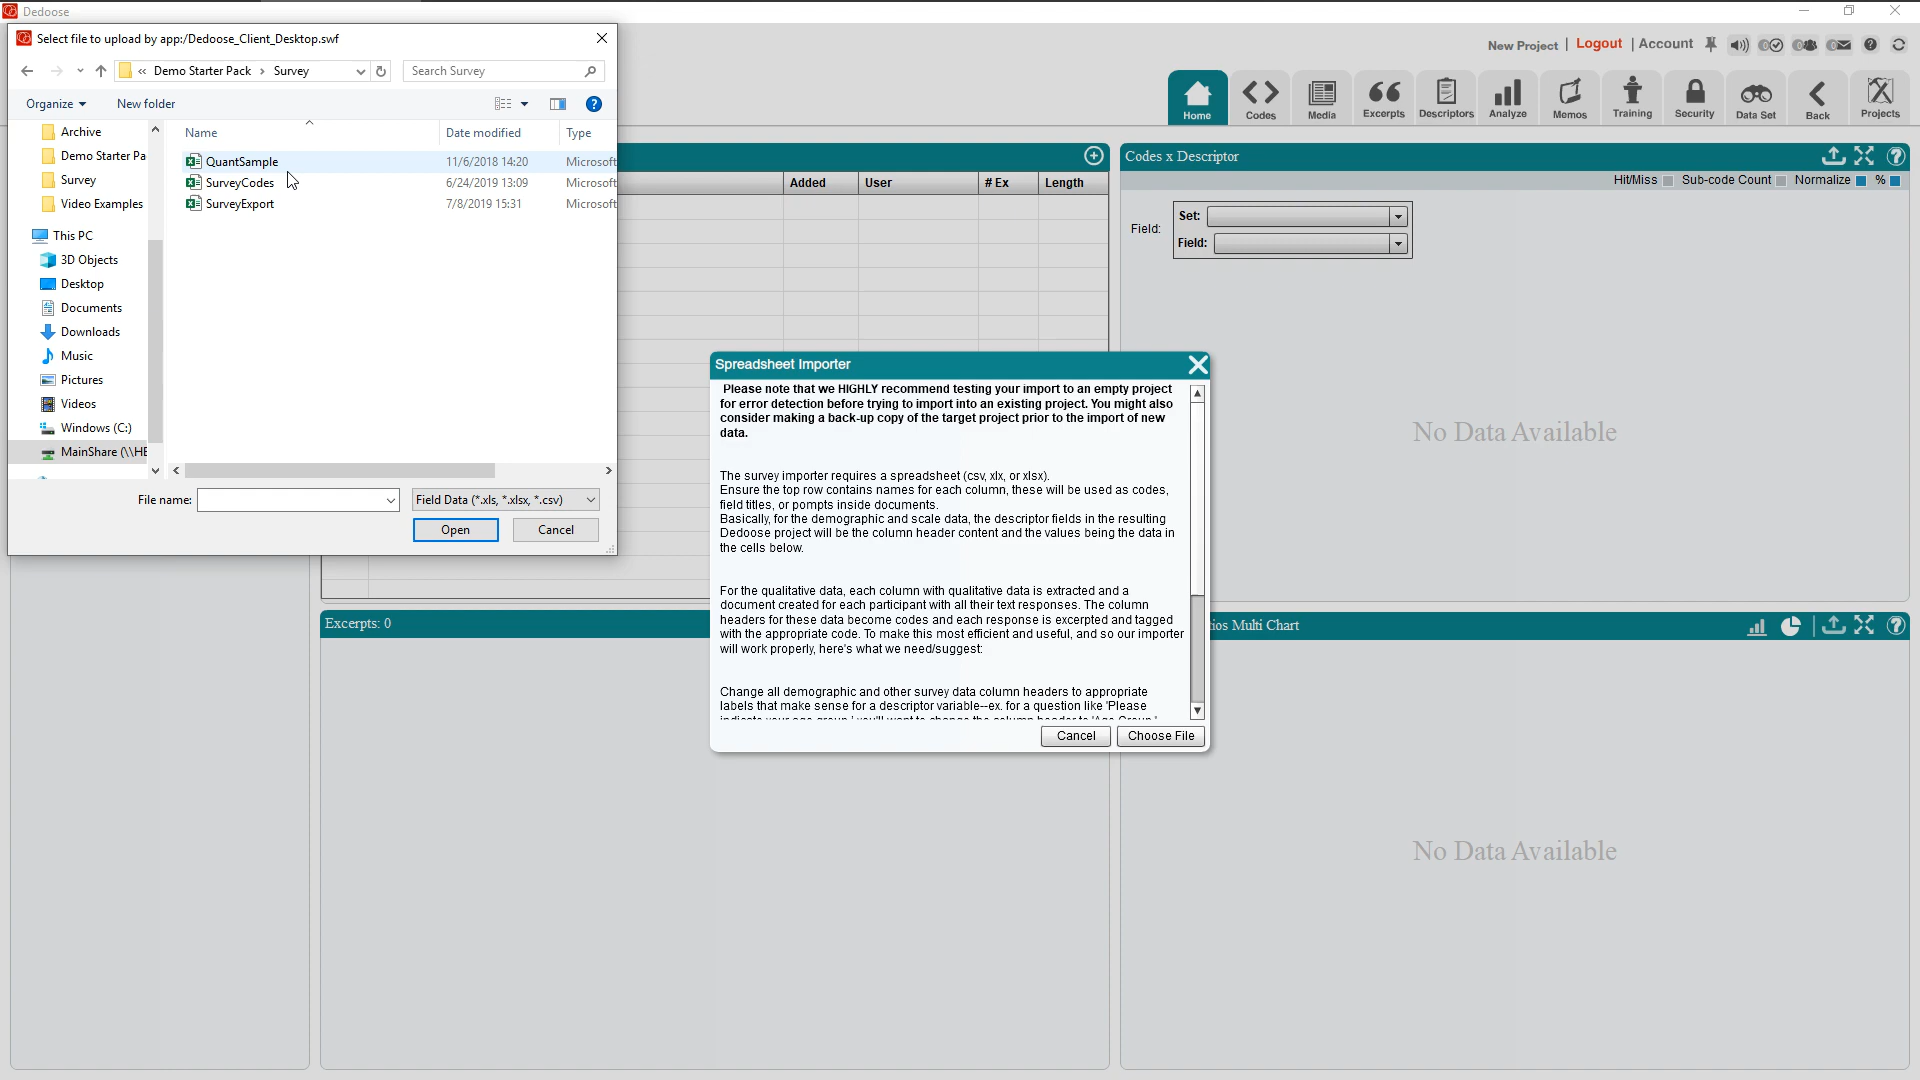 Dedoose
Select file to upload by app:/Dedoose_Client_Desktop.swf
« Demo Starter Pack › Survey
Search Survey
Organize
New folder
Name
Date modified
Type
Archive
Demo Starter Pa
Survey
Video Examples
This PC
3D Objects
Desktop
Documents
Downloads
Music
Pictures
Videos
Windows (C:)
MainShare (\\HE
QuantSample 11/6/2018 14:20 Microsoft
SurveyCodes 6/24/2019 13:09 Microsoft
SurveyExport 7/8/2019 15:31 Microsoft
File name:
Field Data (*.xls, *.xlsx, *.csv)
Open
Cancel
New Project | Logout | Account
Home
Codes
Media
Excerpts
Descriptors
Analyze
Memos
Training
Security
Data Set
Back
Projects
Added
User
# Ex
Length
Codes x Descriptor
Hit/Miss
Sub-code Count
Normalize
%
Field:
Set:
Field:
No Data Available
Spreadsheet Importer
Please note that we HIGHLY recommend testing your import to an empty project
for error detection before trying to import into an existing project. You might also
consider making a back-up copy of the target project prior to the import of new
data.
The survey importer requires a spreadsheet (csv, xlx, or xlsx).
Ensure the top row contains names for each column, these will be used as codes,
field titles, or pompts inside documents.
Basically, for the demographic and scale data, the descriptor fields in the resulting
Dedoose project will be the column header content and the values being the data in
the cells below.
For the qualitative data, each column with qualitative data is extracted and a
document created for each participant with all their text responses. The column
headers for these data become codes and each response is excerpted and tagged
with the appropriate code. To make this most efficient and useful, and so our importer
will work properly, here's what we need/suggest:
Change all demographic and other survey data column headers to appropriate
labels that make sense for a descriptor variable--ex. for a question like 'Please
indicate your age group,' you'll want to change the column header to 'Age Group.'
Cancel
Choose File
Excerpts: 0
ios Multi Chart
No Data Available